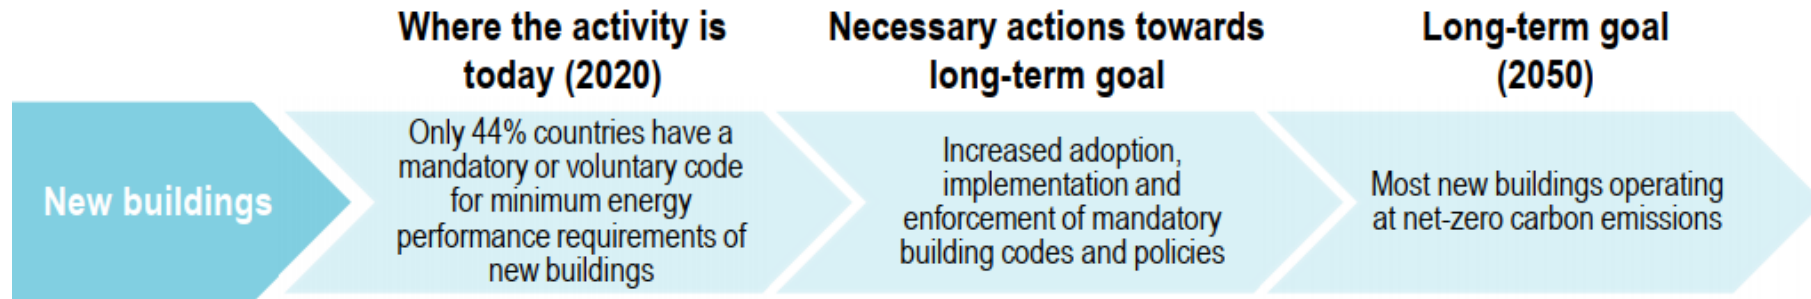 Where the activity is
today (2020)
Necessary actions towards
long-term goal
Long-term goal
(2050)
New buildings
Only 44% countries have a
mandatory or voluntary code
for minimum energy
performance requirements of
new buildings
Increased adoption,
implementation and
enforcement of mandatory
building codes and policies
Most new buildings operating
at net-zero carbon emissions